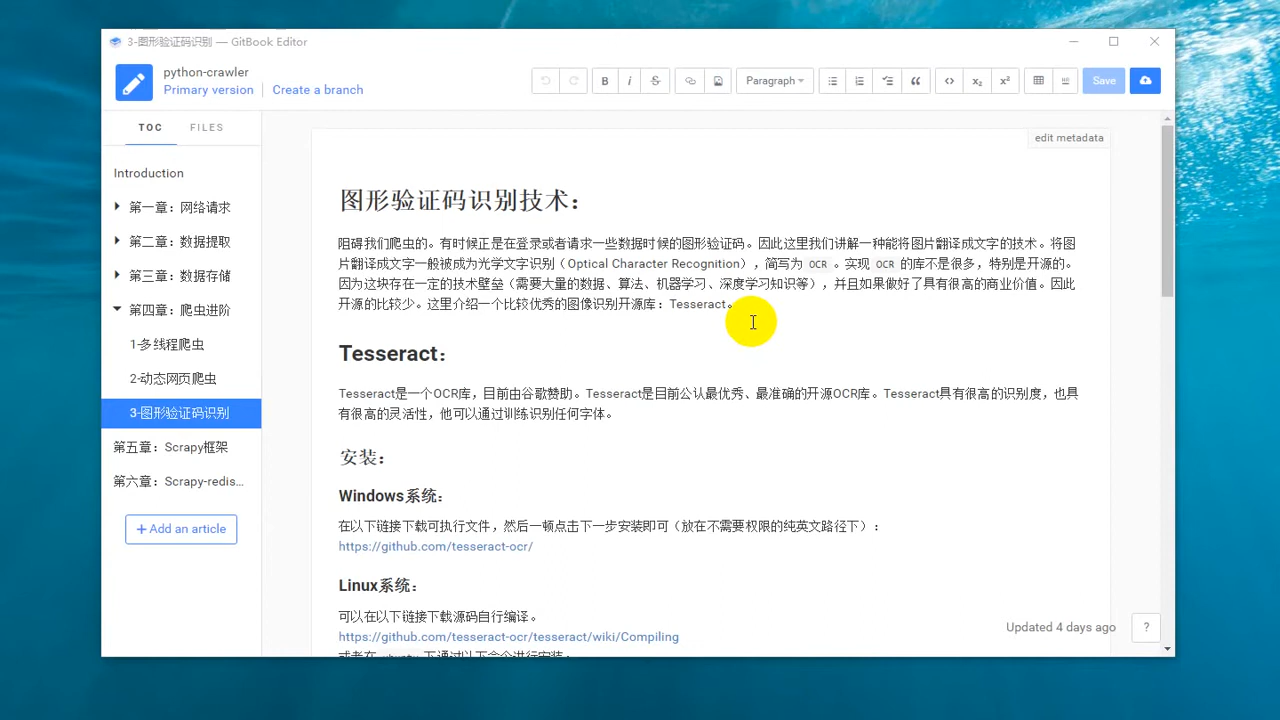 3-图形验证码识别 — GitBook Editor
python-crawler
Primary version
Create a branch
B
i
S
Paragraph
x₂
x²
Save
TOC
FILES
edit metadata
Introduction
第一章：网络请求
第二章：数据提取
第三章：数据存储
第四章：爬虫进阶
1-多线程爬虫
2-动态网页爬虫
3-图形验证码识别
第五章：Scrapy框架
第六章：Scrapy-redis...
+ Add an article
图形验证码识别技术：
阻碍我们爬虫的。有时候正是在登录或者请求一些数据时候的图形验证码。因此这里我们讲解一种能将图片翻译成文字的技术。将图
片翻译成文字一般被成为光学文字识别（Optical Character Recognition），简写为 OCR 。实现 OCR 的库不是很多，特别是开源的。
因为这块存在一定的技术壁垒（需要大量的数据、算法、机器学习、深度学习知识等），并且如果做好了具有很高的商业价值。因此
开源的比较少。这里介绍一个比较优秀的图像识别开源库：Tesseract。
Tesseract：
Tesseract是一个OCR库，目前由谷歌赞助。Tesseract是目前公认最优秀、最准确的开源OCR库。Tesseract具有很高的识别度，也具
有很高的灵活性，他可以通过训练识别任何字体。
安装：
Windows系统：
在以下链接下载可执行文件，然后一顿点击下一步安装即可（放在不需要权限的纯英文路径下）：
https://github.com/tesseract-ocr/
Linux系统：
可以在以下链接下载源码自行编译。
https://github.com/tesseract-ocr/tesseract/wiki/Compiling
或者在 ubuntu 下通过以下命令进行安装：
Updated 4 days ago
?